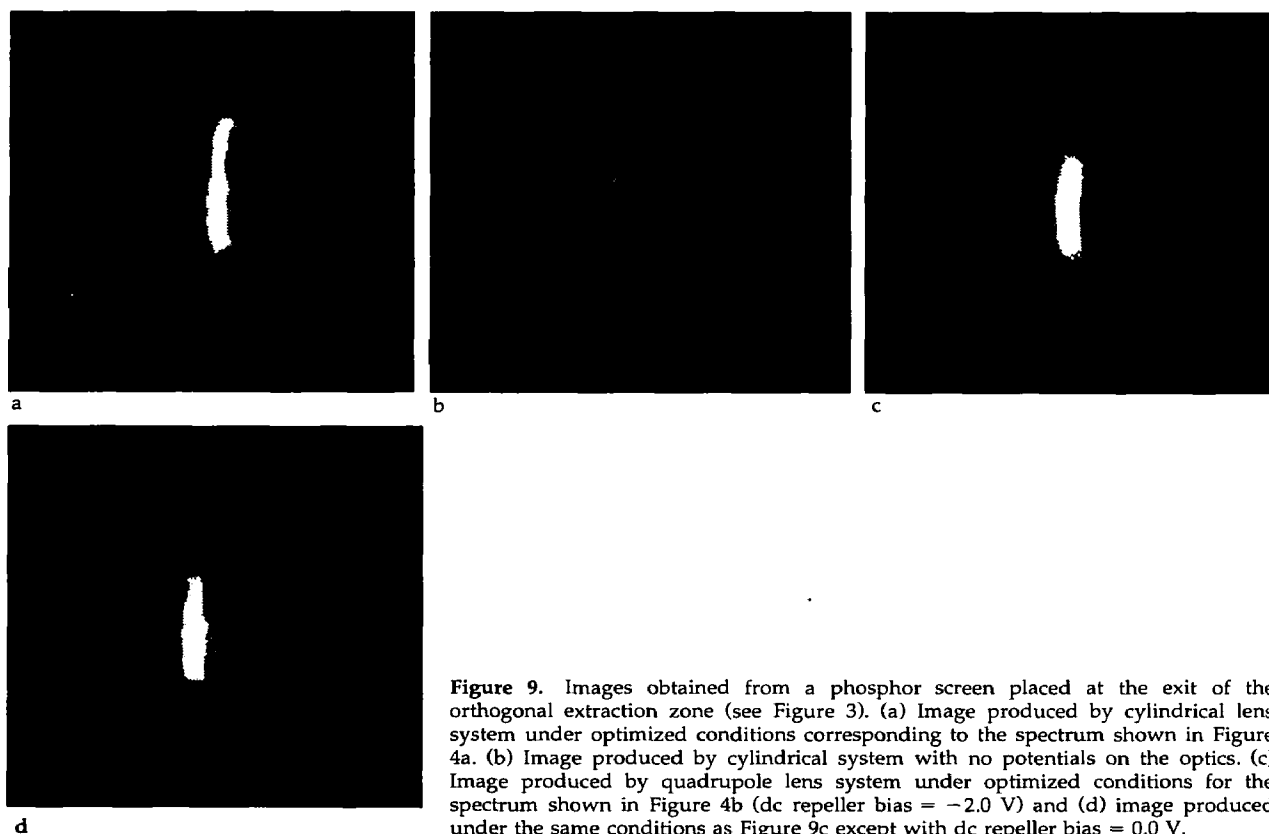 a
b
c
d
Figure 9. Images obtained from a phosphor screen placed at the exit of the
orthogonal extraction zone (see Figure 3). (a) Image produced by cylindrical lens
system under optimized conditions corresponding to the spectrum shown in Figure
4a. (b) Image produced by cylindrical system with no potentials on the optics. (c)
Image produced by quadrupole lens system under optimized conditions for the
spectrum shown in Figure 4b (dc repeller bias = −2.0 V) and (d) image produced
under the same conditions as Figure 9c except with dc repeller bias = 0.0 V.